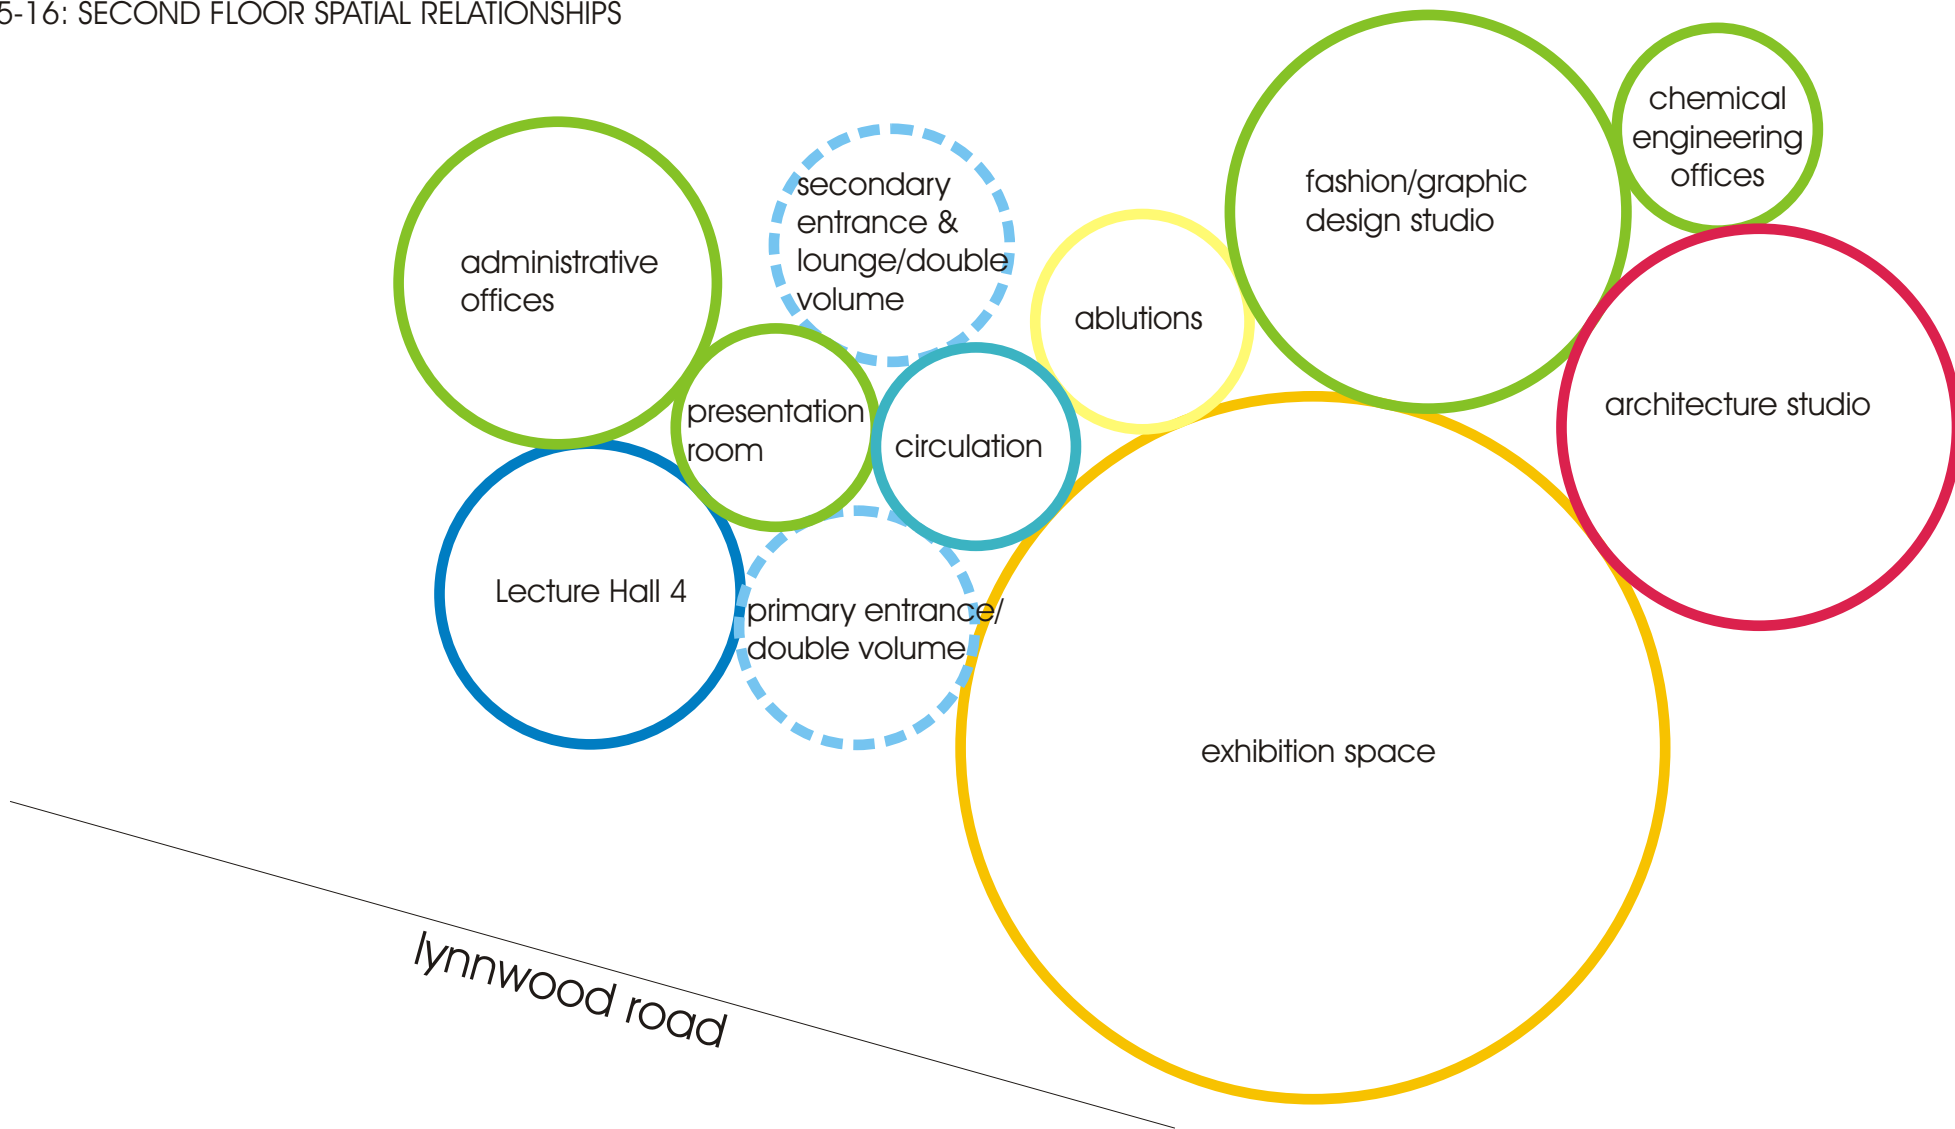 5-16: SECOND FLOOR SPATIAL RELATIONSHIPS
chemical
engineering
offices
fashion/graphic
design studio
secondary
entrance &
lounge/double
volume
administrative
offices
ablutions
architecture studio
presentation
room
circulation
Lecture Hall 4
primary entrance/
double volume
exhibition space
lynnwood road